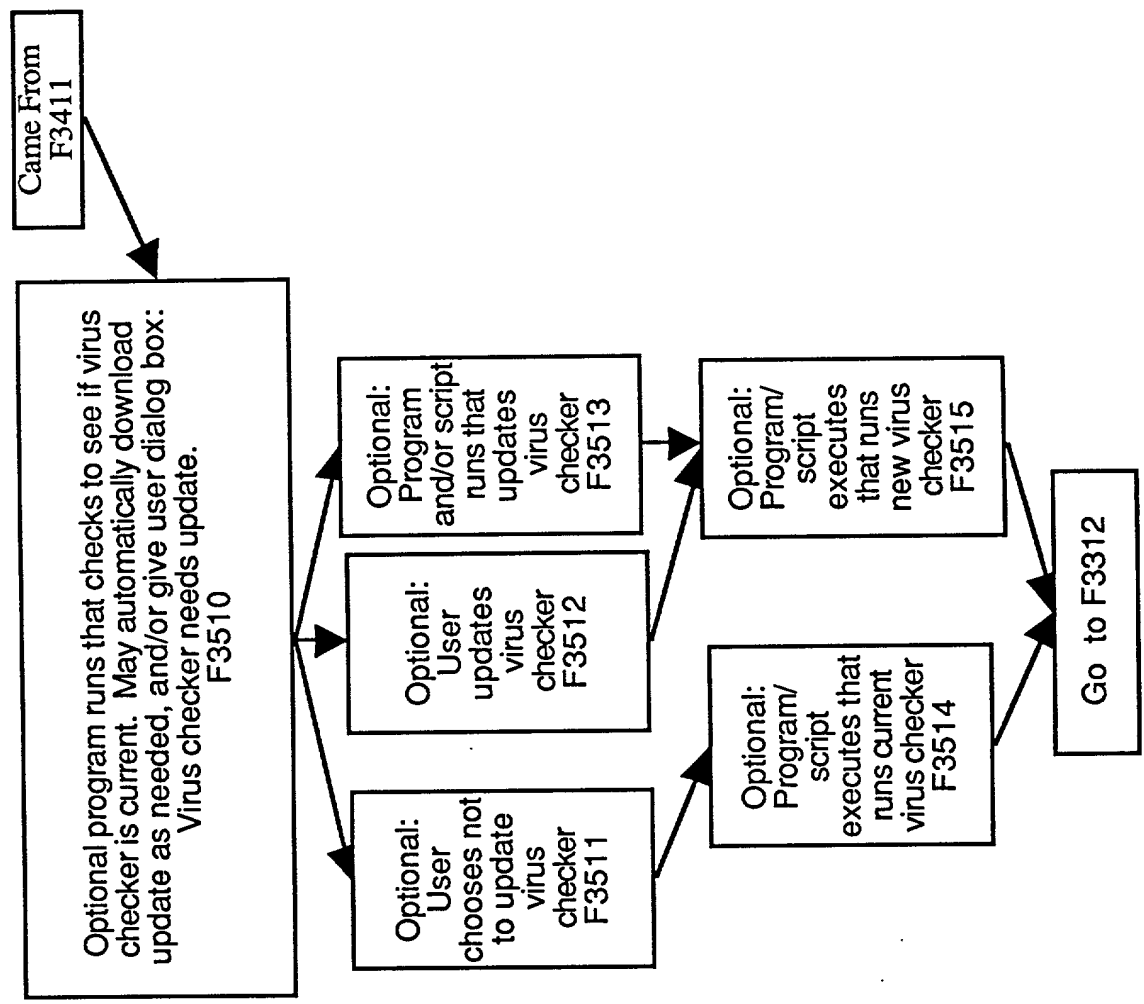 Came From
F3411
Optional program runs that checks to see if virus
checker is current. May automatically download
update as needed, and/or give user dialog box:
Virus checker needs update.
F3510
Optional:
User
chooses not
to update
virus
checker
F3511
Optional:
User
updates
virus
checker
F3512
Optional:
Program
and/or script
runs that
updates
virus
checker
F3513
Optional:
Program/
script
executes that
runs current
virus checker
F3514
Optional:
Program/
script
executes
that runs
new virus
checker
F3515
Go to F3312